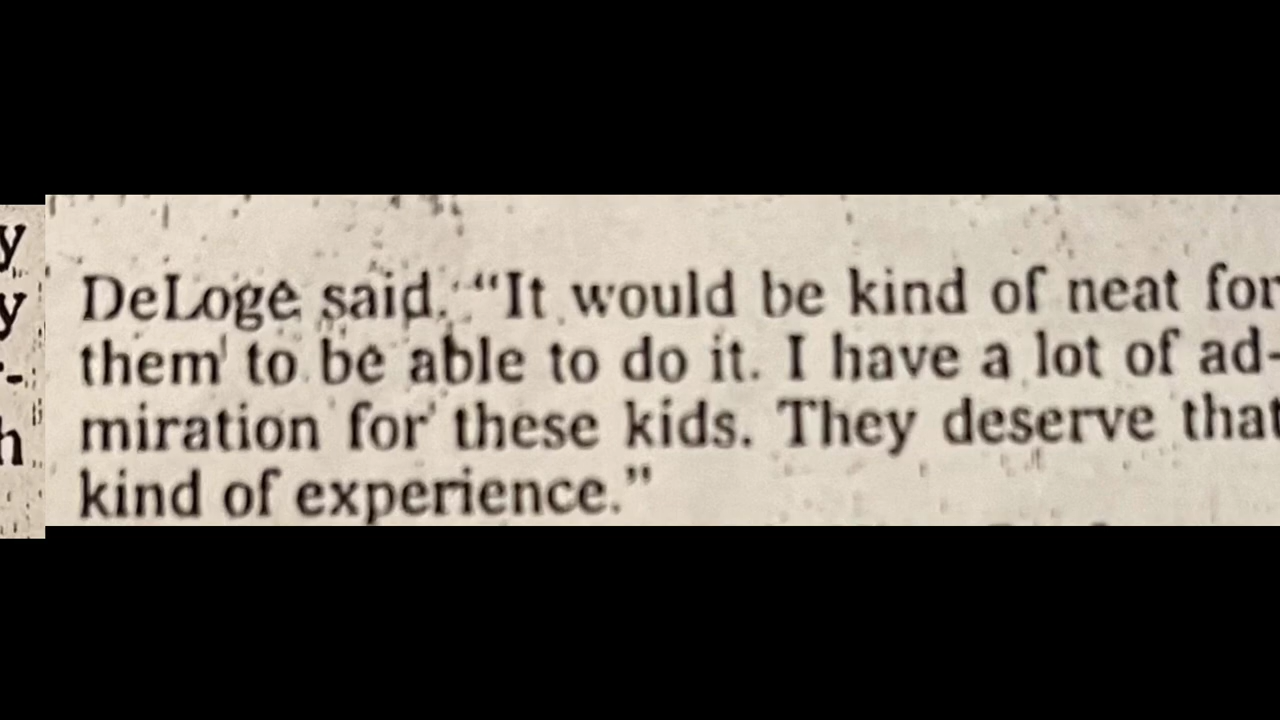 y
y
-
h
DeLoge said. “It would be kind of neat for
them to be able to do it. I have a lot of ad-
miration for these kids. They deserve that
kind of experience.”